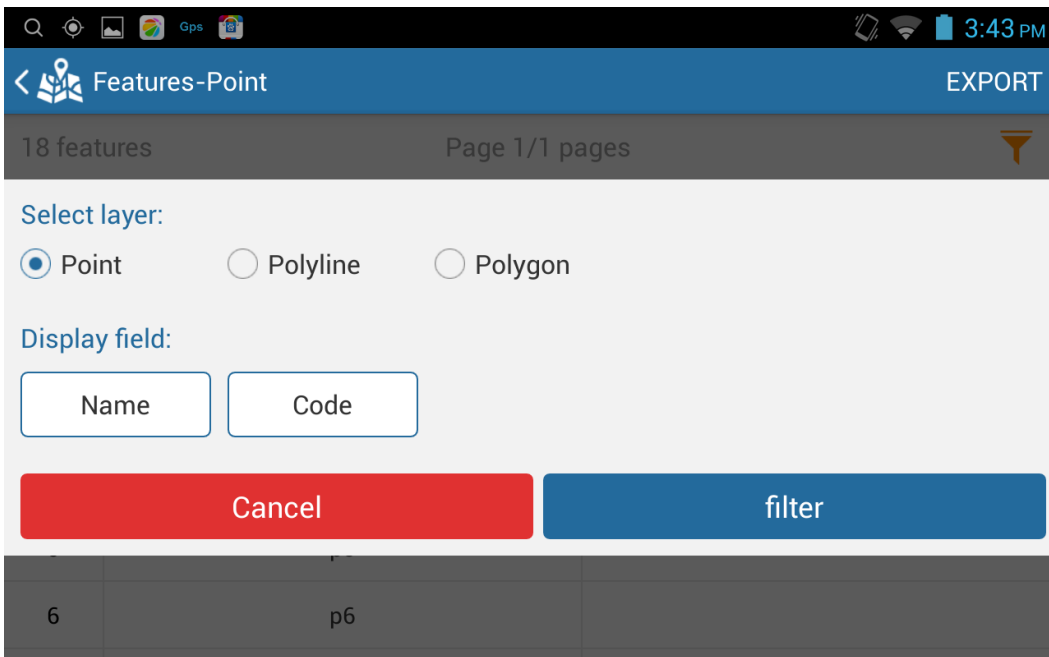 Gps 3:43 PM
Features-Point EXPORT
18 features Page 1/1 pages
Select layer:
Point Polyline Polygon
Display field:
Name Code
Cancel filter
6 p6